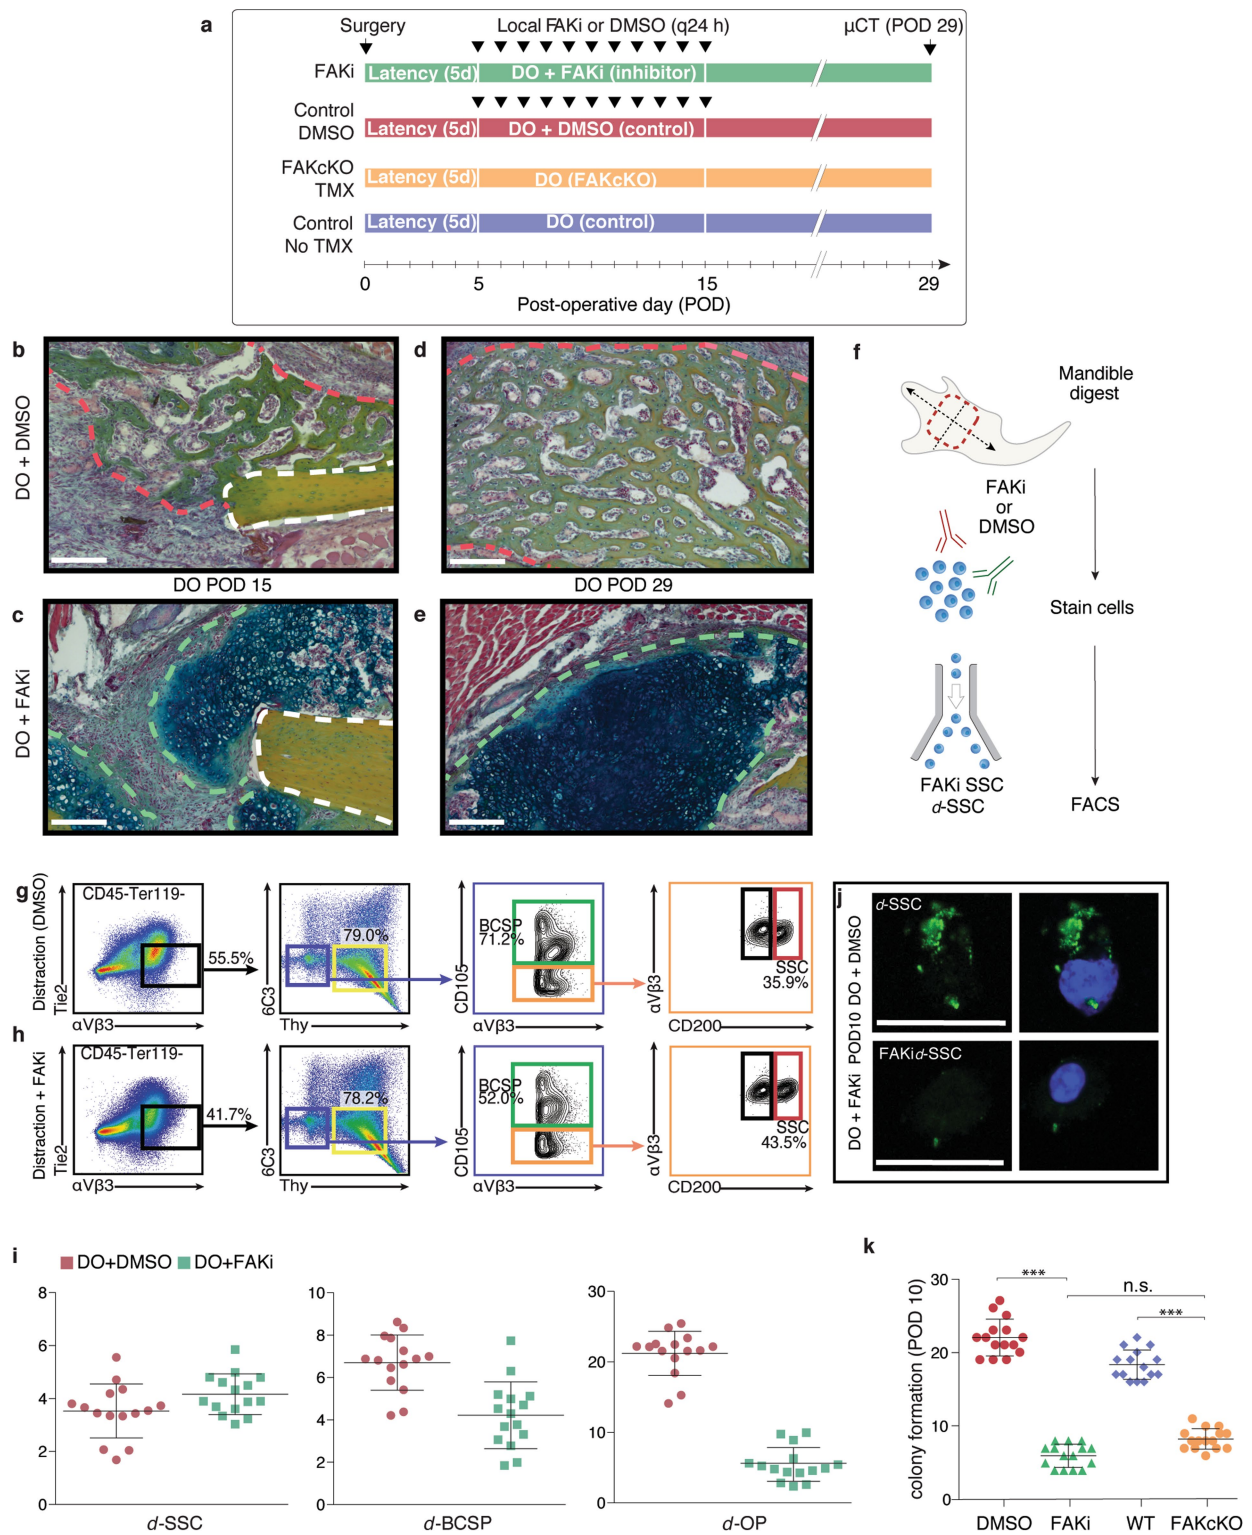 a
Surgery
Local FAKi or DMSO (q24 h)
µCT (POD 29)
FAKi
Latency (5d)
DO + FAKi (inhibitor)
Control
DMSO
Latency (5d)
DO + DMSO (control)
FAKcKO
TMX
Latency (5d)
DO (FAKcKO)
Control
No TMX
Latency (5d)
DO (control)
0
5
15
29
Post-operative day (POD)
b
d
f
DO + DMSO
DO POD 15
DO POD 29
c
e
DO + FAKi
Mandible
digest
FAKi
or
DMSO
Stain cells
FAKi SSC
d-SSC
FACS
g
Distraction (DMSO)
CD45-Ter119-
Tie2
αVβ3
55.5%
79.0%
6C3
Thy
BCSP
71.2%
CD105
αVβ3
αVβ3
SSC
35.9%
CD200
h
Distraction + FAKi
CD45-Ter119-
Tie2
αVβ3
41.7%
78.2%
6C3
Thy
BCSP
52.0%
CD105
αVβ3
αVβ3
SSC
43.5%
CD200
j
d-SSC
POD10 DO + DMSO
FAKid-SSC
DO + FAKi
i
DO+DMSO
DO+FAKi
8
6
4
2
0
d-SSC
10
8
6
4
2
0
d-BCSP
30
20
10
0
d-OP
k
colony formation (POD 10)
30
20
10
0
***
n.s.
***
DMSO
FAKi
WT
FAKcKO